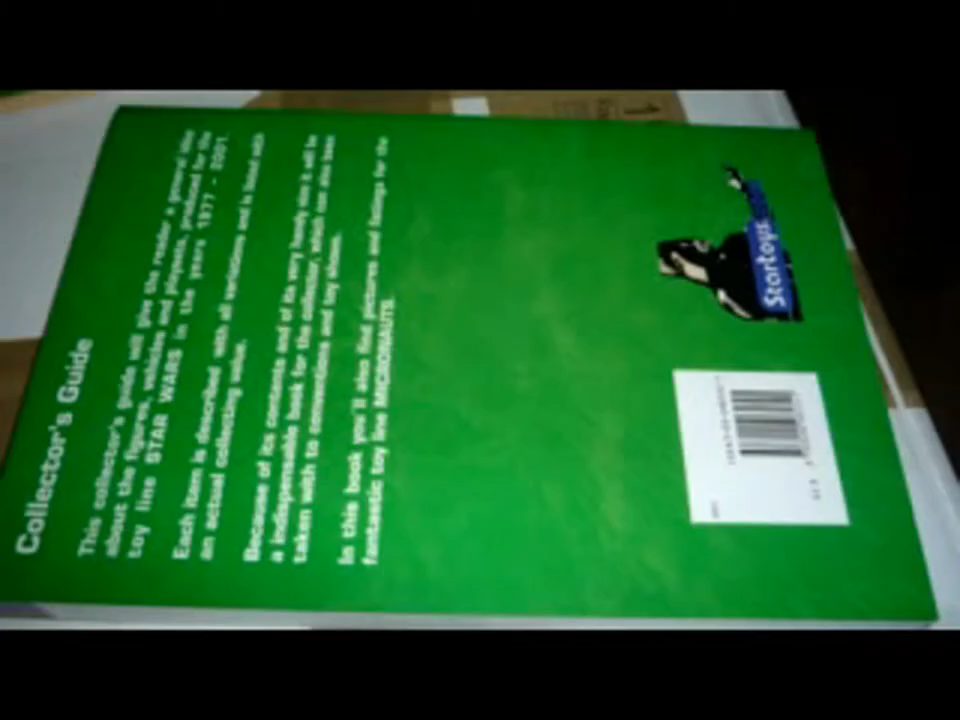 Collector's Guide
This collector's guide will give the reader a general idea
about the figures, vehicles and playsets, produced for the
toy line STAR WARS in the years 1977 - 2001.
Each item is described with all variations and is listed with
an actual collecting value.
Because of its contents and of its very handy size it will be
a indispensable book for the collector, which can also been
taken with to conventions and toy shows.
In this book you'll also find pictures and listings for the
fantastic toy line MICRONAUTS.
Startoys